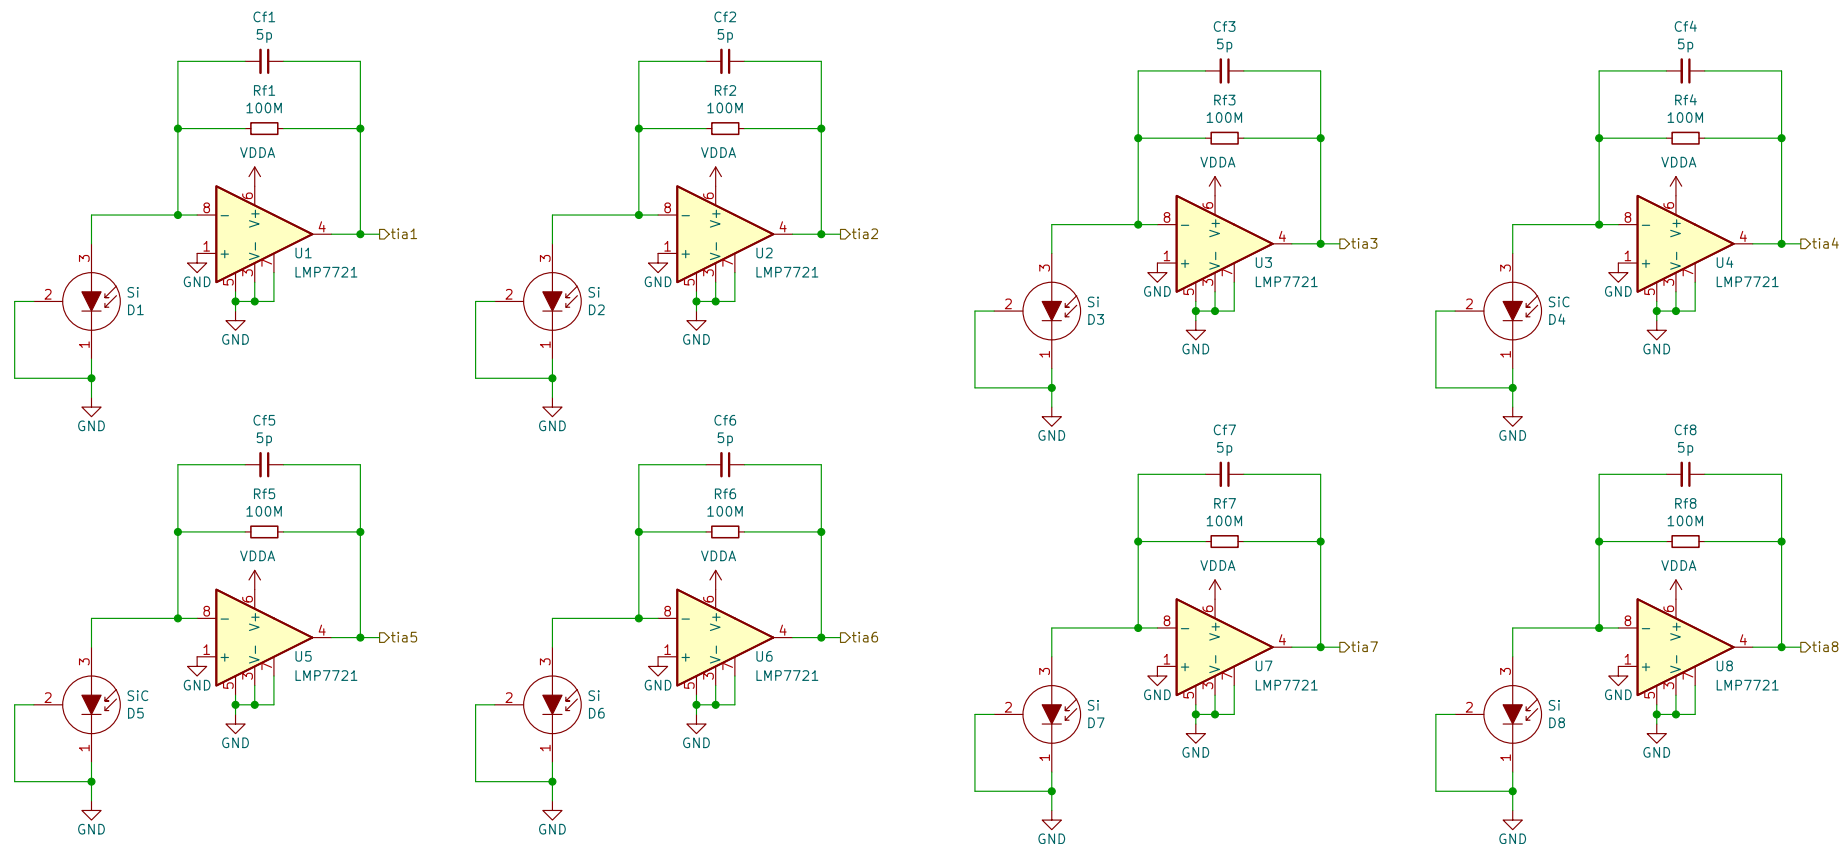 Cf1
5p
Rf1
100M
VDDA
6
8
−
V+
4
tia1
1
+
V-
U1
GND
5
3
7
LMP7721
3
2
Si
D1
1
GND
GND
Cf2
5p
Rf2
100M
VDDA
6
8
−
V+
4
tia2
1
+
V-
U2
GND
5
3
7
LMP7721
3
2
Si
D2
1
GND
GND
Cf3
5p
Rf3
100M
VDDA
6
8
−
V+
4
tia3
1
+
V-
U3
GND
5
3
7
LMP7721
3
2
Si
D3
1
GND
GND
Cf4
5p
Rf4
100M
VDDA
6
8
−
V+
4
tia4
1
+
V-
U4
GND
5
3
7
LMP7721
3
2
SiC
D4
1
GND
GND
Cf5
5p
Rf5
100M
VDDA
6
8
−
V+
4
tia5
1
+
V-
U5
GND
5
3
7
LMP7721
3
2
SiC
D5
1
GND
GND
Cf6
5p
Rf6
100M
VDDA
6
8
−
V+
4
tia6
1
+
V-
U6
GND
5
3
7
LMP7721
3
2
Si
D6
1
GND
GND
Cf7
5p
Rf7
100M
VDDA
6
8
−
V+
4
tia7
1
+
V-
U7
GND
5
3
7
LMP7721
3
2
Si
D7
1
GND
GND
Cf8
5p
Rf8
100M
VDDA
6
8
−
V+
4
tia8
1
+
V-
U8
GND
5
3
7
LMP7721
3
2
Si
D8
1
GND
GND